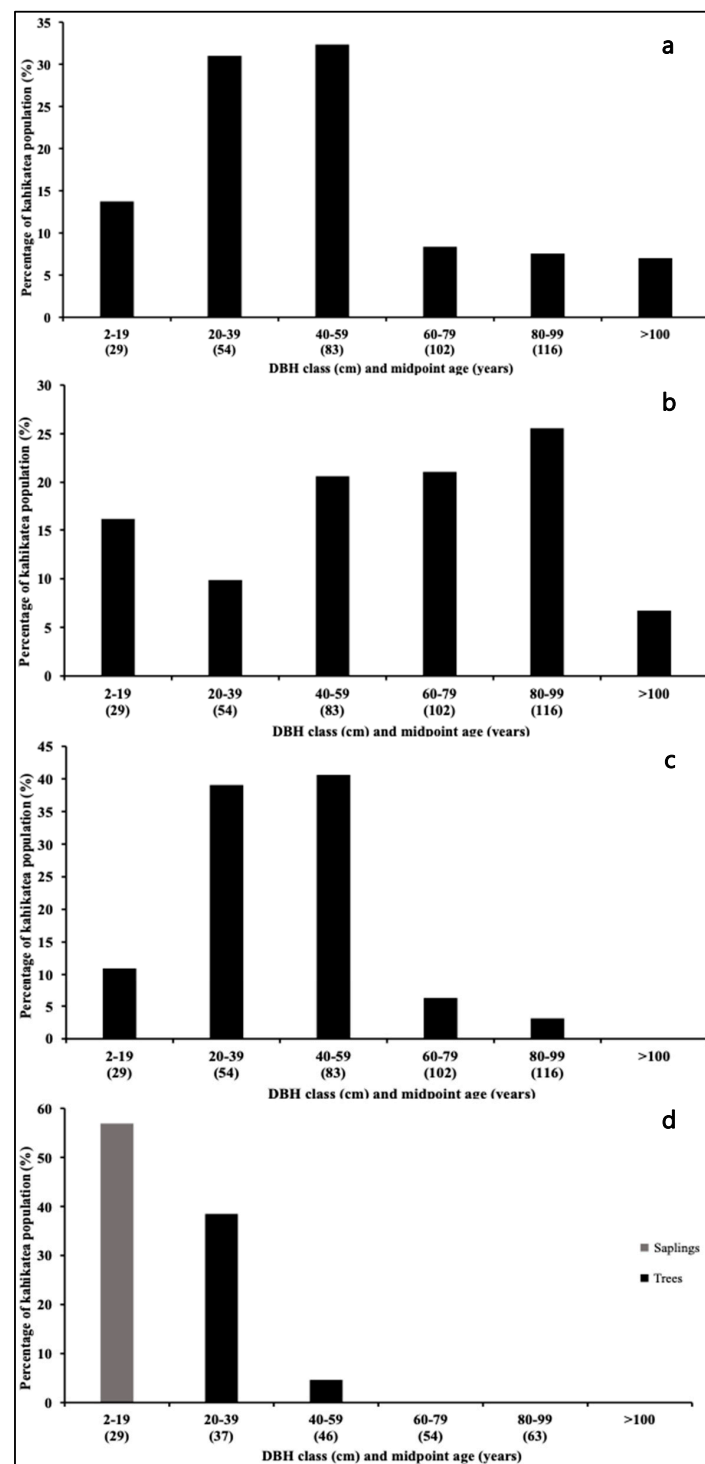 a
Percentage of kahikatea population (%)
35
30
25
20
15
10
5
0
2-19 20-39 40-59 60-79 80-99 >100
(29) (54) (83) (102) (116)
DBH class (cm) and midpoint age (years)
b
Percentage of kahikatea population (%)
30
25
20
15
10
5
0
2-19 20-39 40-59 60-79 80-99 >100
(29) (54) (83) (102) (116)
DBH class (cm) and midpoint age (years)
c
Percentage of kahikatea population (%)
45
40
35
30
25
20
15
10
5
0
2-19 20-39 40-59 60-79 80-99 >100
(29) (54) (83) (102) (116)
DBH class (cm) and midpoint age (years)
d
Percentage of kahikatea population (%)
60
50
40
30
20
10
0
Saplings
Trees
2-19 20-39 40-59 60-79 80-99 >100
(29) (37) (46) (54) (63)
DBH class (cm) and midpoint age (years)